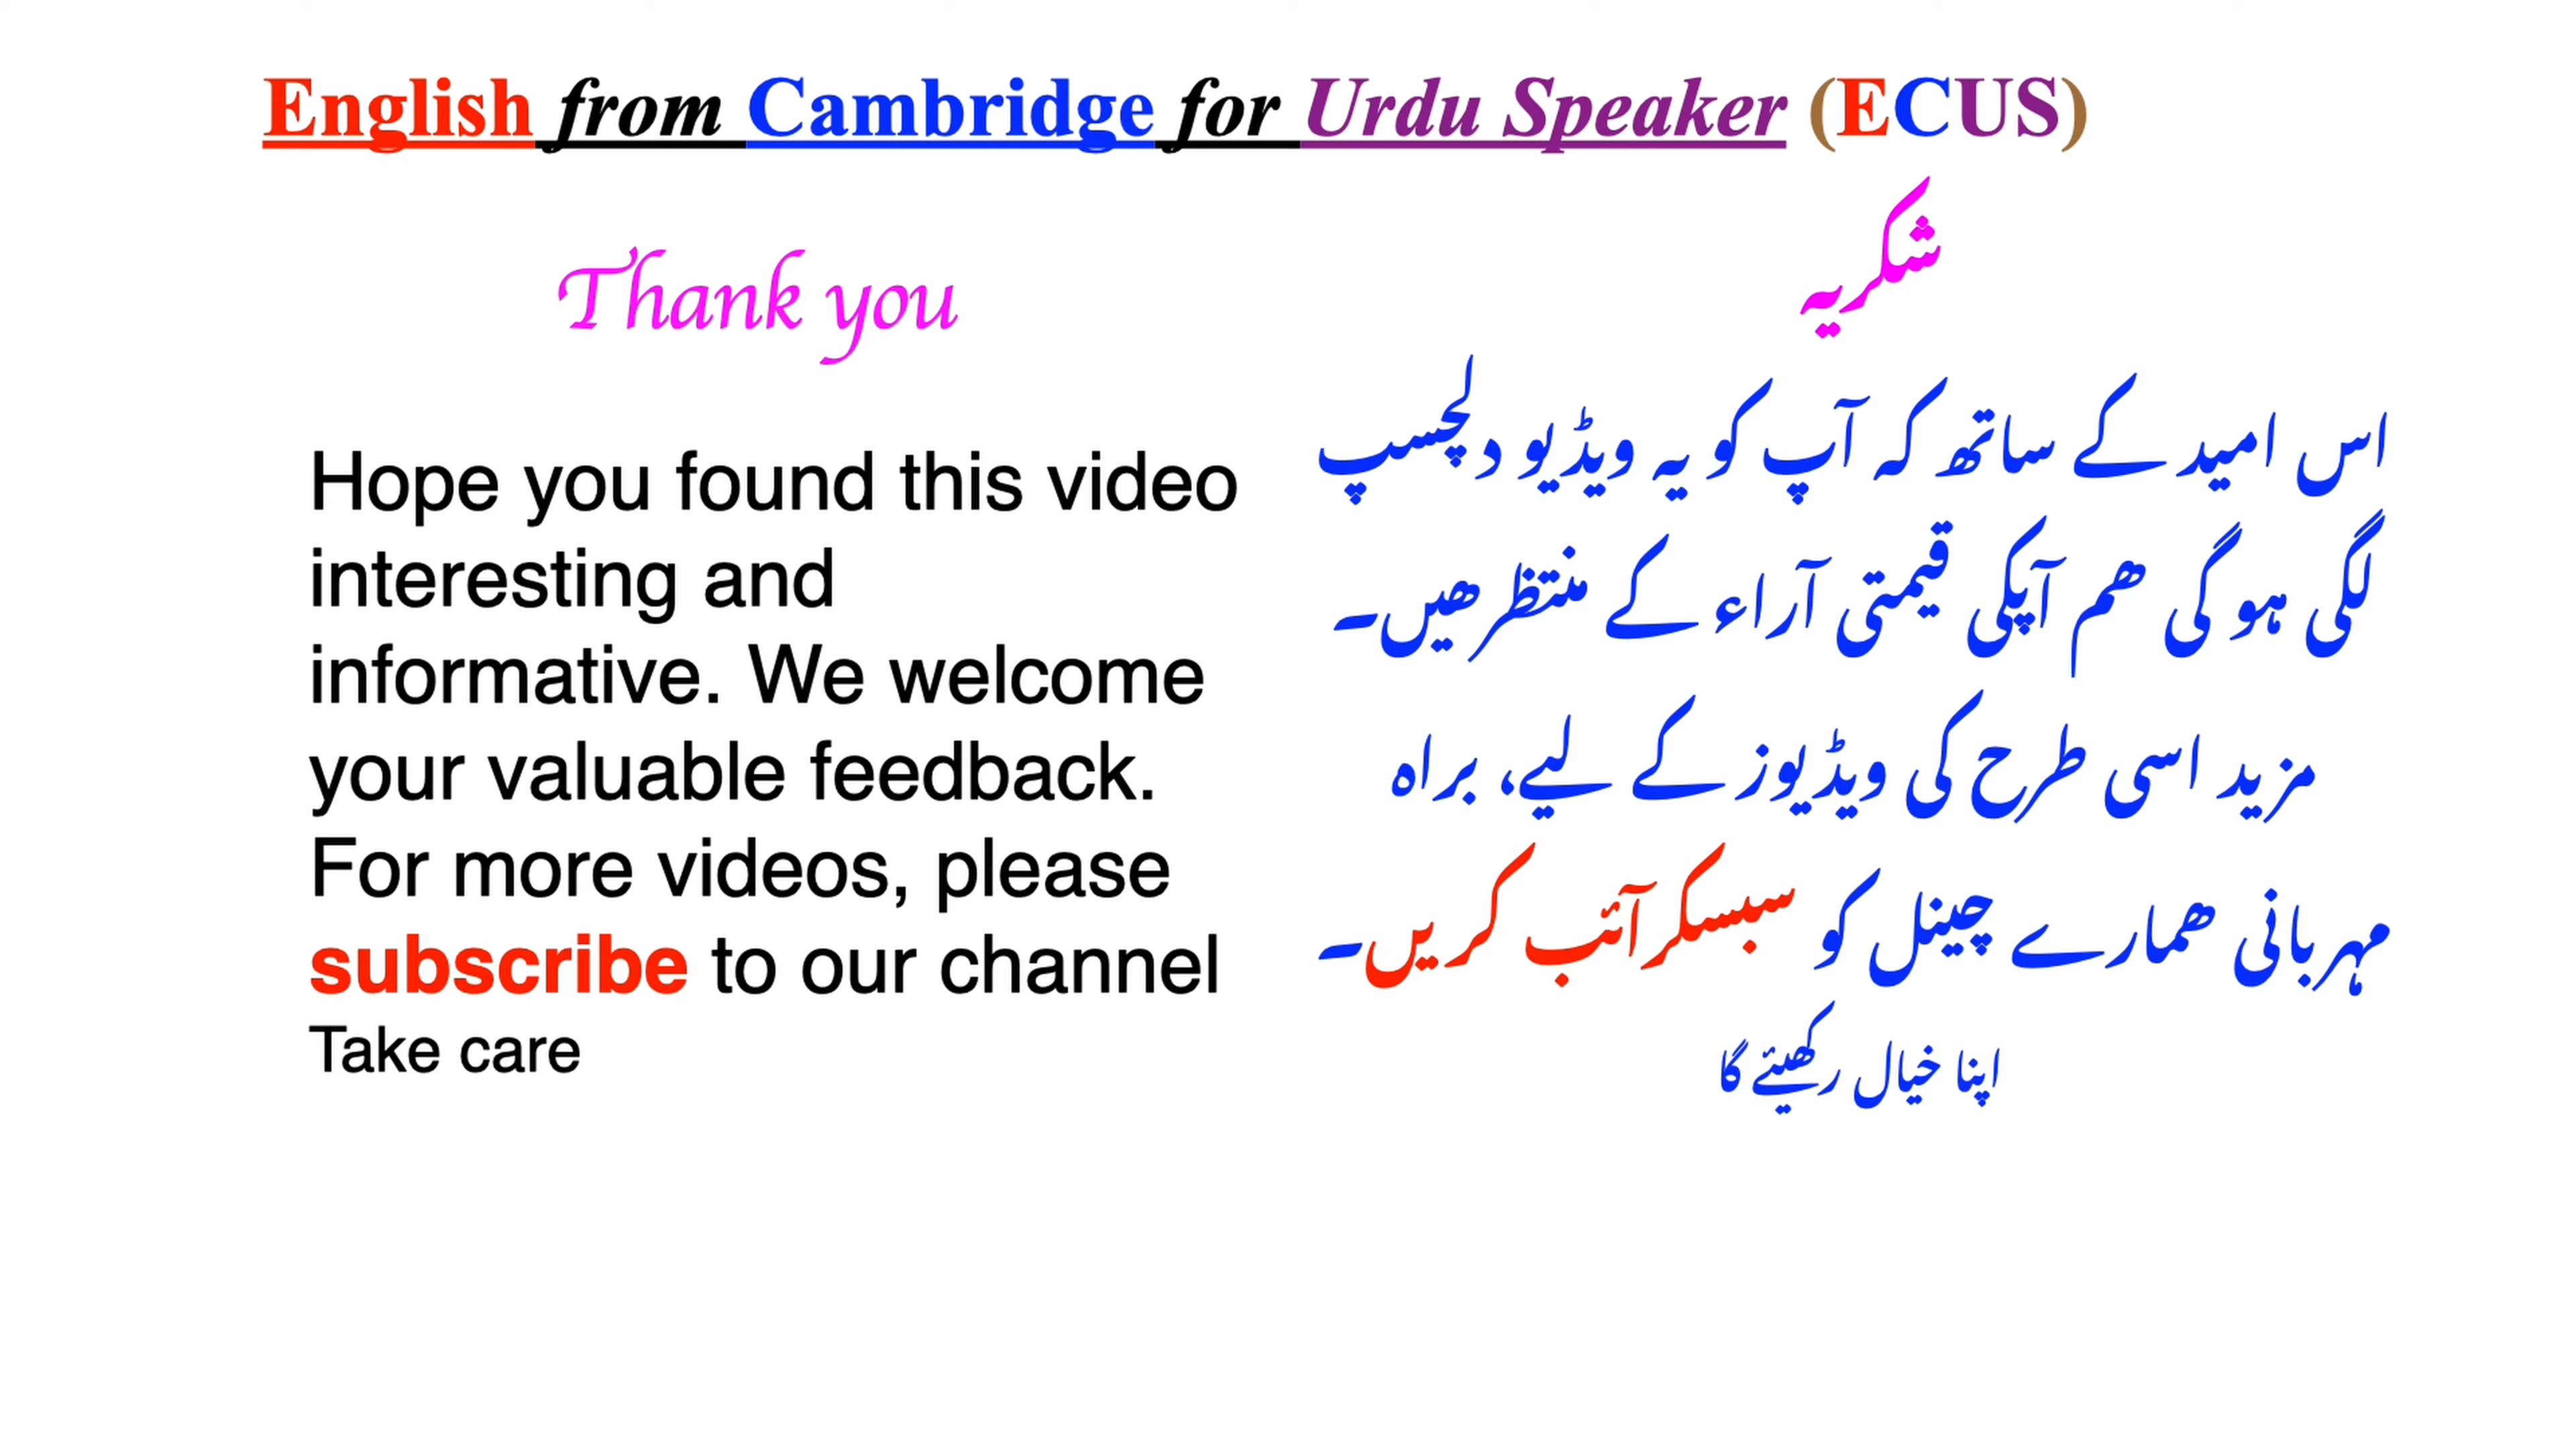 English from Cambridge for Urdu Speaker (ECUS)
Thank you
Hope you found this video
interesting and
informative. We welcome
your valuable feedback.
For more videos, please
subscribe to our channel
Take care
شکریہ
اس امید کے ساتھ کہ آپ کو یہ ویڈیو دلچسپ
لگی ہو گی ھم آپکی قیمتی آراء کے منتظر ھیں۔
مزید اسی طرح کی ویڈیوز کے لیے، براہ
مہربانی ھمارے چینل کو سبسکرائب کریں۔
اپنا خیال رکھیئے گا